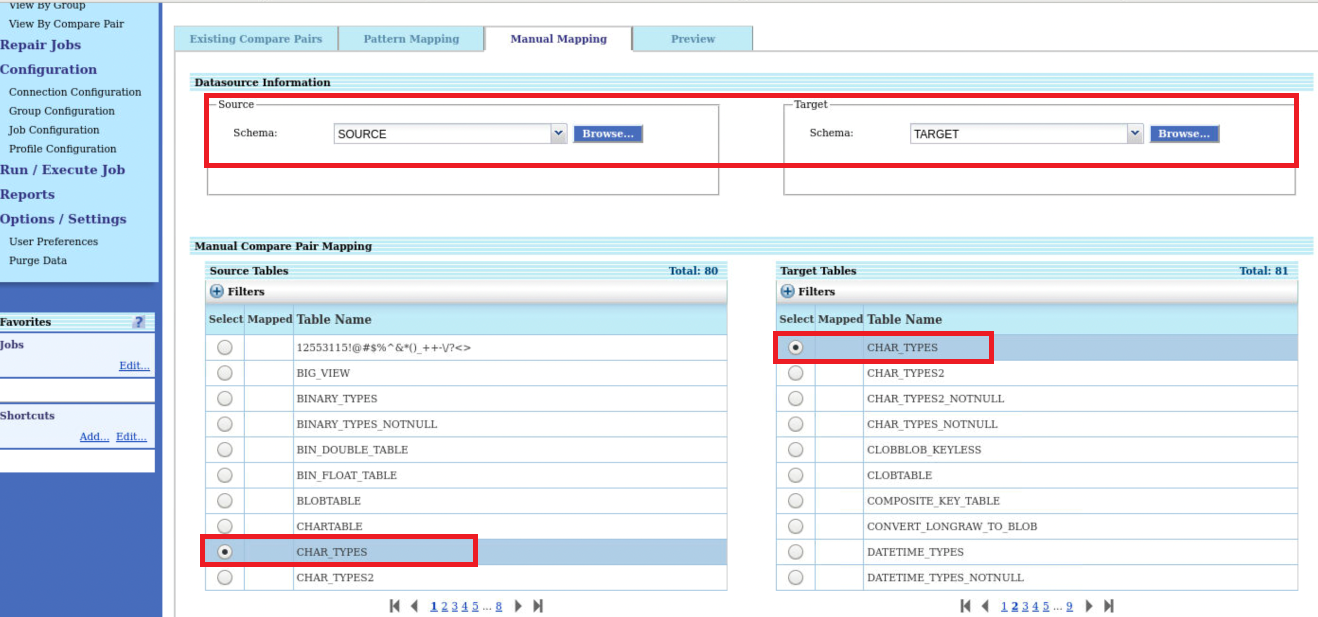 View By Group
View By Compare Pair
Repair Jobs
Configuration
Connection Configuration
Group Configuration
Job Configuration
Profile Configuration
Run / Execute Job
Reports
Options / Settings
User Preferences
Purge Data
Favorites ?
Jobs
Edit...
Shortcuts
Add... Edit...
Existing Compare Pairs Pattern Mapping Manual Mapping Preview
Datasource Information
Source
Schema: SOURCE Browse...
Target
Schema: TARGET Browse...
Manual Compare Pair Mapping
Source Tables Total: 80
Filters
Select Mapped Table Name
12553115!@#$%^&*()_++-\/?<>
BIG_VIEW
BINARY_TYPES
BINARY_TYPES_NOTNULL
BIN_DOUBLE_TABLE
BIN_FLOAT_TABLE
BLOBTABLE
CHARTABLE
CHAR_TYPES
CHAR_TYPES2
1 2 3 4 5 ... 8
Target Tables Total: 81
Filters
Select Mapped Table Name
CHAR_TYPES
CHAR_TYPES2
CHAR_TYPES2_NOTNULL
CHAR_TYPES_NOTNULL
CLOBBLOB_KEYLESS
CLOBTABLE
COMPOSITE_KEY_TABLE
CONVERT_LONGRAW_TO_BLOB
DATETIME_TYPES
DATETIME_TYPES_NOTNULL
1 2 3 4 5 ... 9